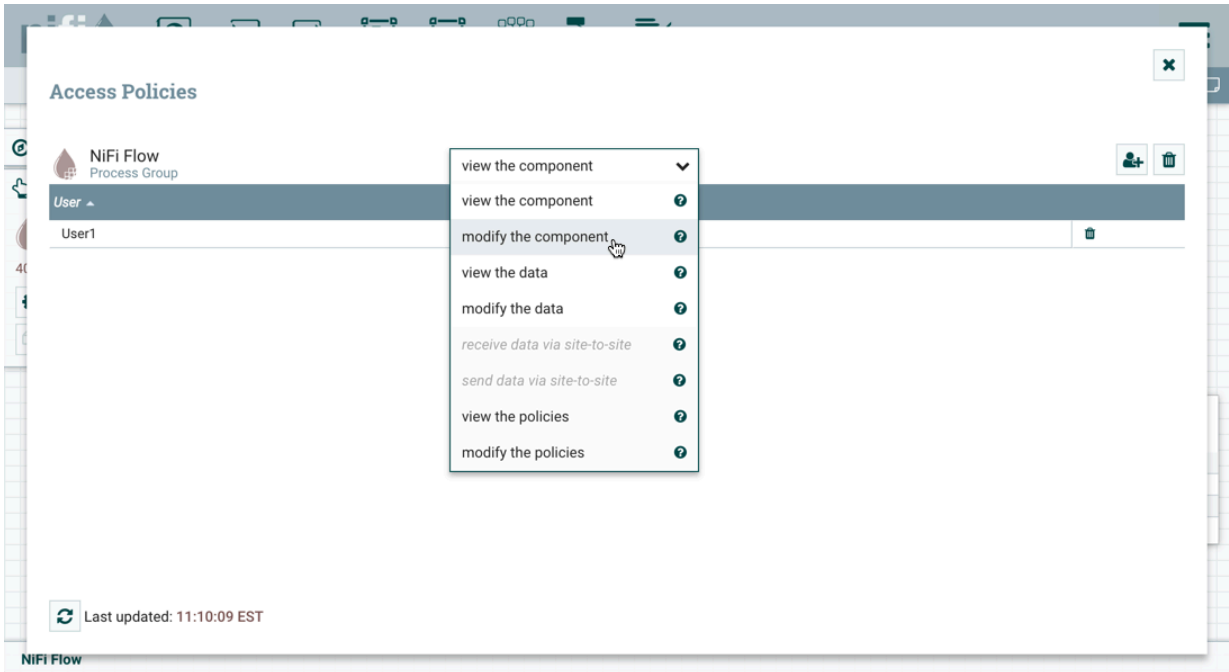 Access Policies
NiFi Flow
Process Group
view the component
User
view the component
User1
modify the component
view the data
modify the data
receive data via site-to-site
send data via site-to-site
view the policies
modify the policies
Last updated: 11:10:09 EST
NiFi Flow